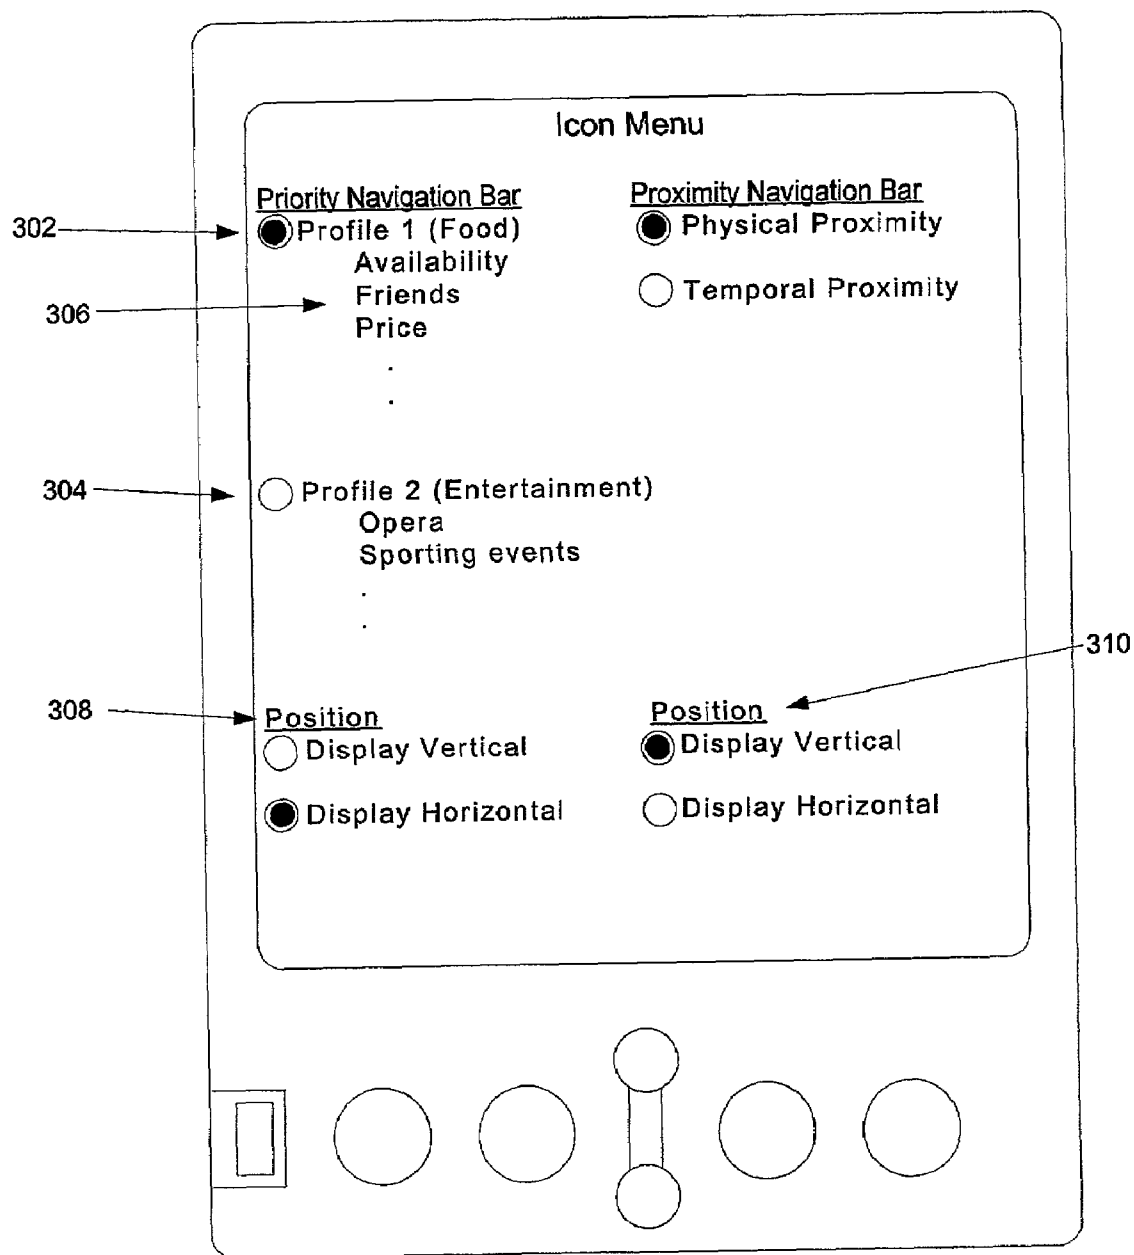 Icon Menu
Priority Navigation Bar
Proximity Navigation Bar
302
Profile 1 (Food)
Physical Proximity
Availability
306
Friends
Temporal Proximity
Price
.
.
304
Profile 2 (Entertainment)
Opera
Sporting events
.
.
310
308
Position
Position
Display Vertical
Display Vertical
Display Horizontal
Display Horizontal